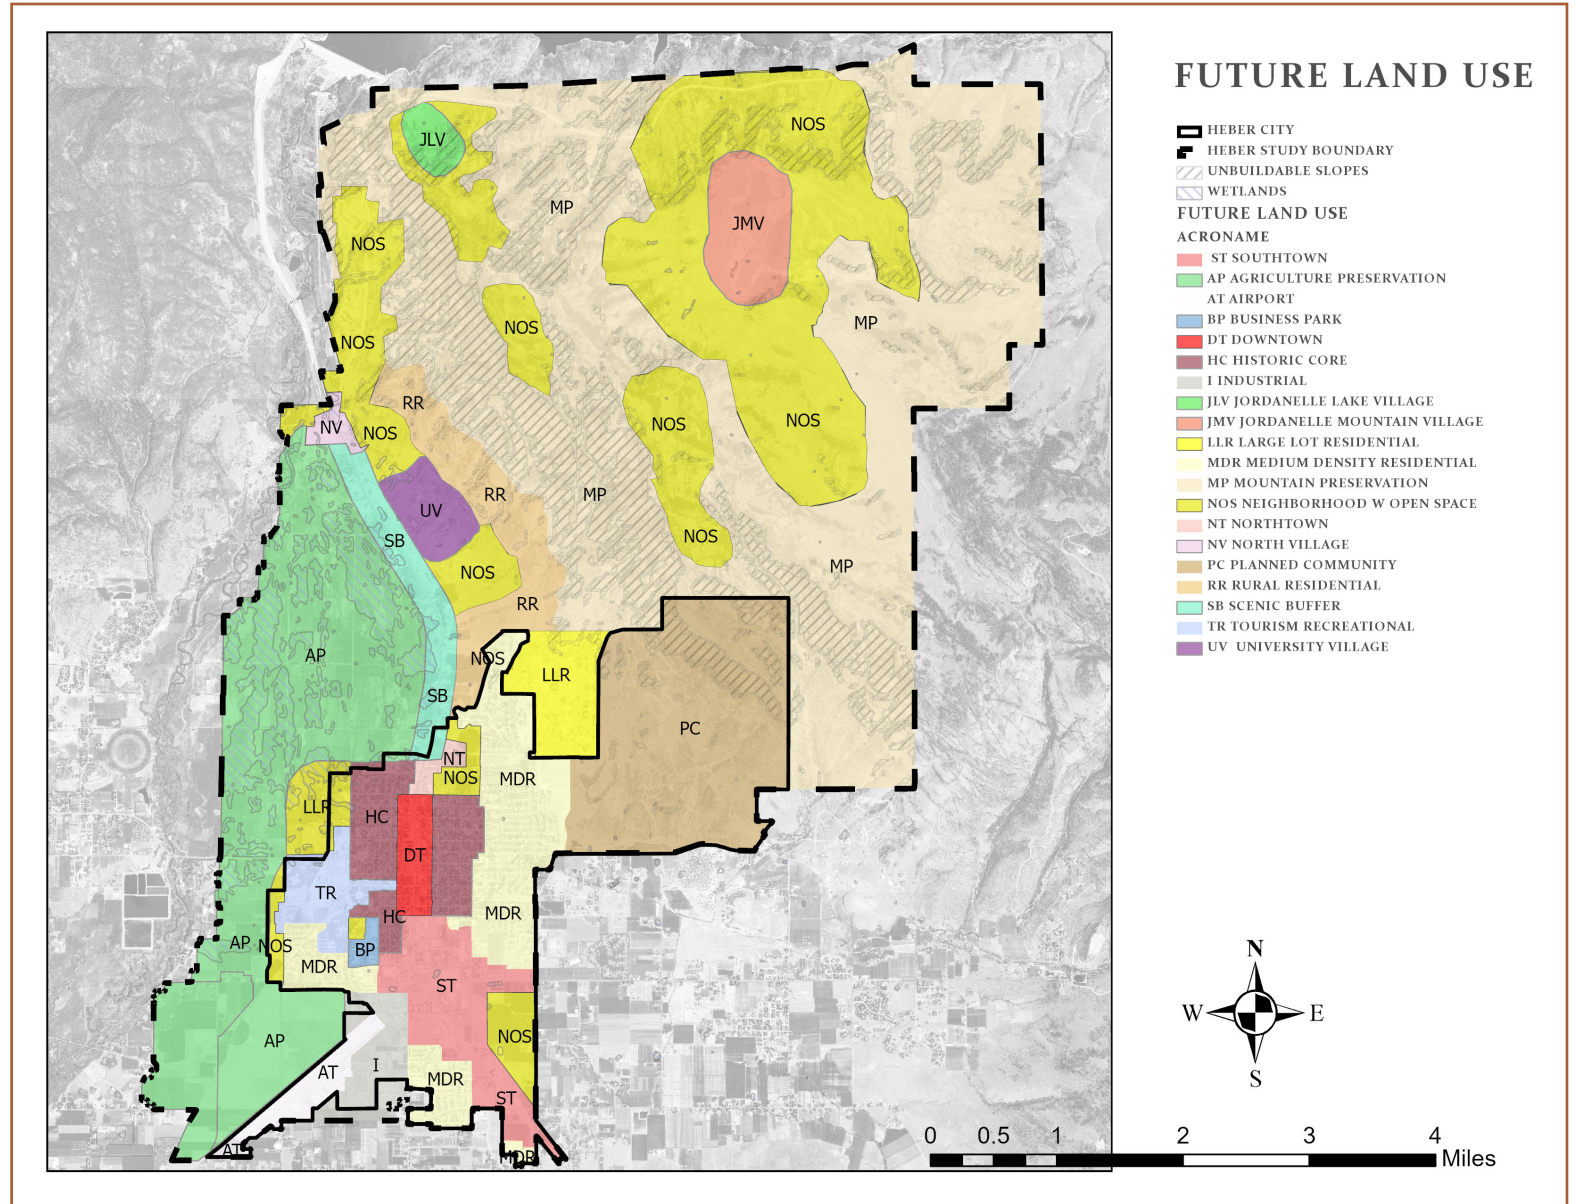 FUTURE LAND USE
HEBER CITY
HEBER STUDY BOUNDARY
UNBUILDABLE SLOPES
WETLANDS
FUTURE LAND USE
ACRONAME
ST SOUTHTOWN
AP AGRICULTURE PRESERVATION
AT AIRPORT
BP BUSINESS PARK
DT DOWNTOWN
HC HISTORIC CORE
I INDUSTRIAL
JLV JORDANELLE LAKE VILLAGE
JMV JORDANELLE MOUNTAIN VILLAGE
LLR LARGE LOT RESIDENTIAL
MDR MEDIUM DENSITY RESIDENTIAL
MP MOUNTAIN PRESERVATION
NOS NEIGHBORHOOD W OPEN SPACE
NT NORTHTOWN
NV NORTH VILLAGE
PC PLANNED COMMUNITY
RR RURAL RESIDENTIAL
SB SCENIC BUFFER
TR TOURISM RECREATIONAL
UV UNIVERSITY VILLAGE
NOS
JLV
MP
JMV
NOS
MP
NOS
NOS
RR
NOS
NOS
NV
NOS
RR
MP
UV
SB
NOS
NOS
MP
RR
AP
NOS
LLR
SB
PC
NT
NOS
MDR
LLR
HC
DT
TR
HC
MDR
AP
NOS
BP
MDR
ST
NOS
AP
I
AT
MDR
ST
AT
MDR
N
W
E
S
0 0.5 1 2 3 4
Miles